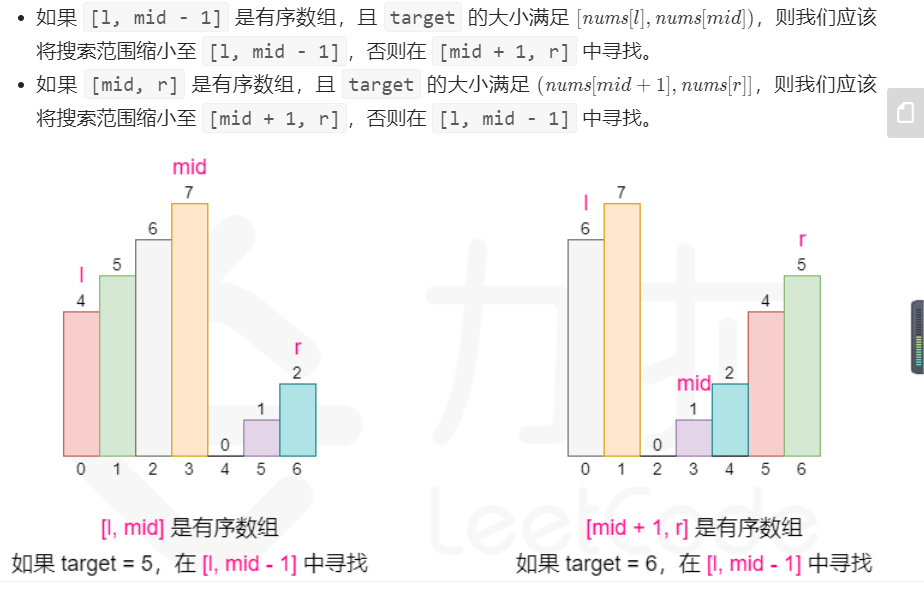 如果 [l, mid - 1] 是有序数组，且 target 的大小满足 [nums[l],nums[mid])，则我们应该
将搜索范围缩小至 [l, mid - 1]，否则在 [mid + 1, r] 中寻找。
如果 [mid, r] 是有序数组，且 target 的大小满足 (nums[mid+1],nums[r]]，则我们应该
将搜索范围缩小至 [mid + 1, r]，否则在 [l, mid - 1] 中寻找。
mid
7
6
l
5
4
r
2
1
0
0 1 2 3 4 5 6
[l, mid] 是有序数组
如果 target = 5，在 [l, mid - 1] 中寻找
l
7
6
r
5
4
mid
2
1
0
0 1 2 3 4 5 6
[mid + 1, r] 是有序数组
如果 target = 6，在 [l, mid - 1] 中寻找
力扣
LeetCode